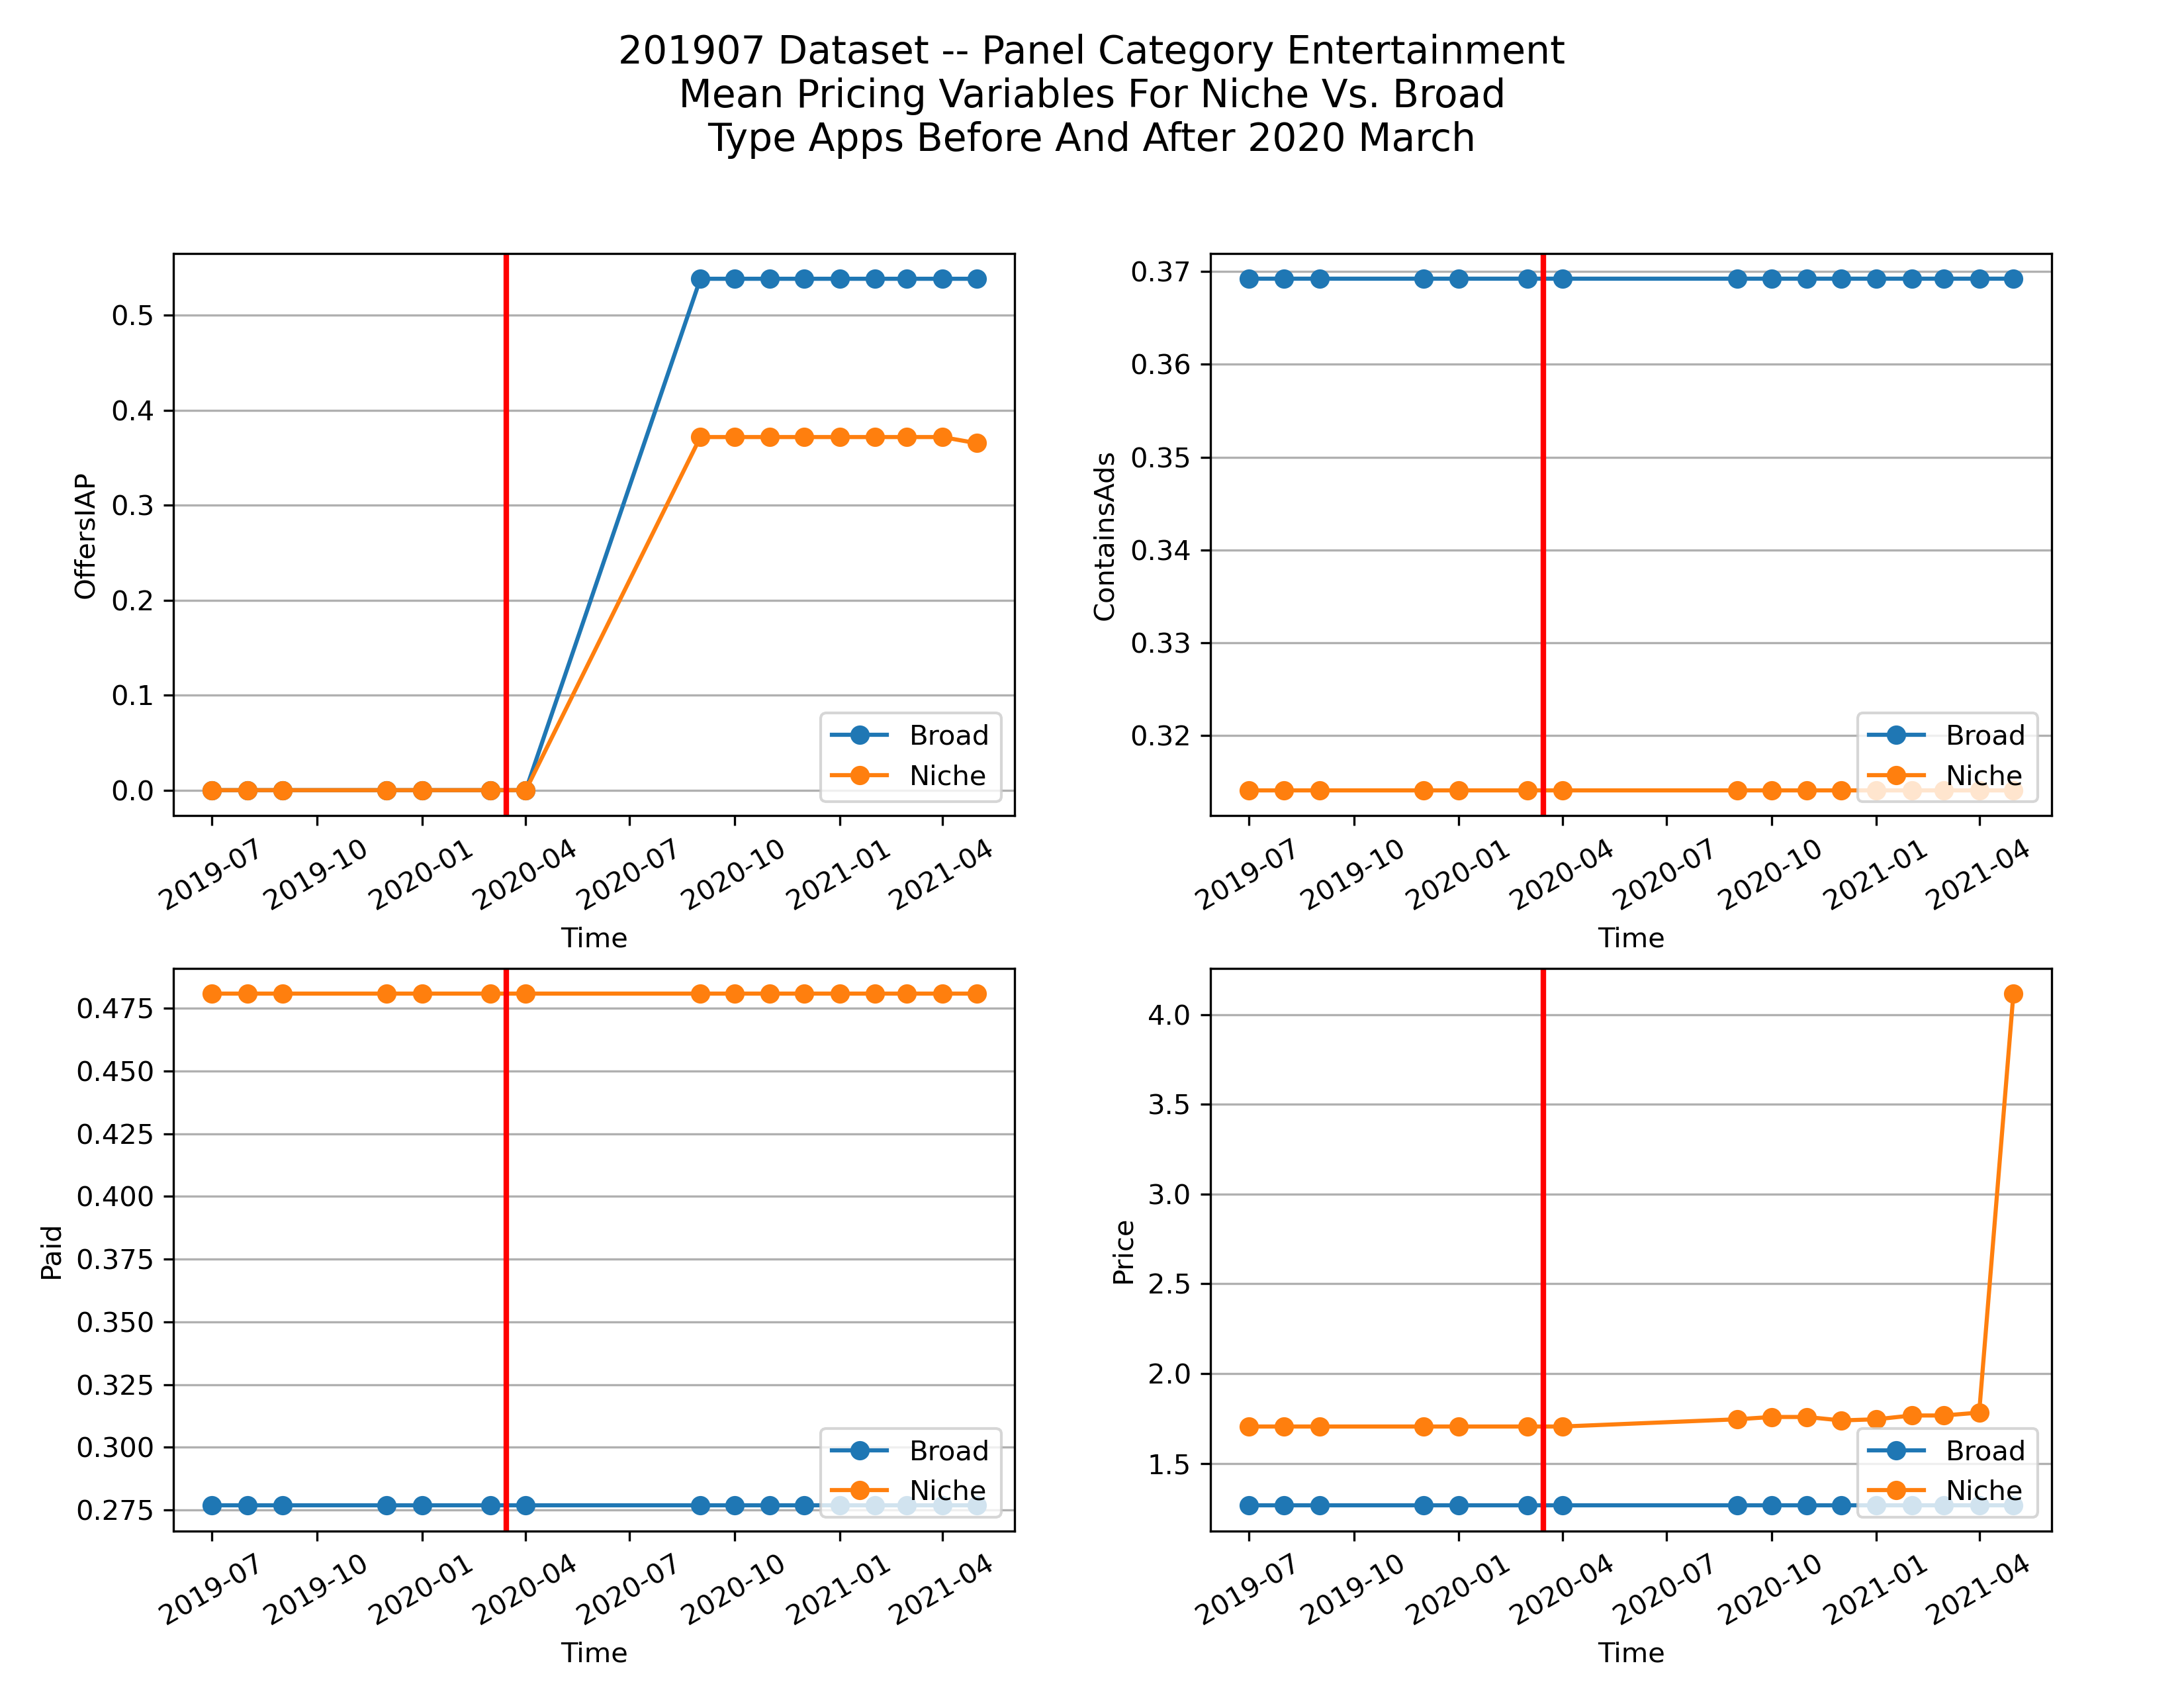 201907 Dataset -- Panel Category Entertainment
Mean Pricing Variables For Niche Vs. Broad
Type Apps Before And After 2020 March
OffersIAP
0.5
0.4
0.3
0.2
0.1
0.0
Broad
Niche
2019-07 2019-10 2020-01 2020-04 2020-07 2020-10 2021-01 2021-04
Time
ContainsAds
0.37
0.36
0.35
0.34
0.33
0.32
Broad
Niche
2019-07 2019-10 2020-01 2020-04 2020-07 2020-10 2021-01 2021-04
Time
Paid
0.475
0.450
0.425
0.400
0.375
0.350
0.325
0.300
0.275
Broad
Niche
2019-07 2019-10 2020-01 2020-04 2020-07 2020-10 2021-01 2021-04
Time
Price
4.0
3.5
3.0
2.5
2.0
1.5
Broad
Niche
2019-07 2019-10 2020-01 2020-04 2020-07 2020-10 2021-01 2021-04
Time